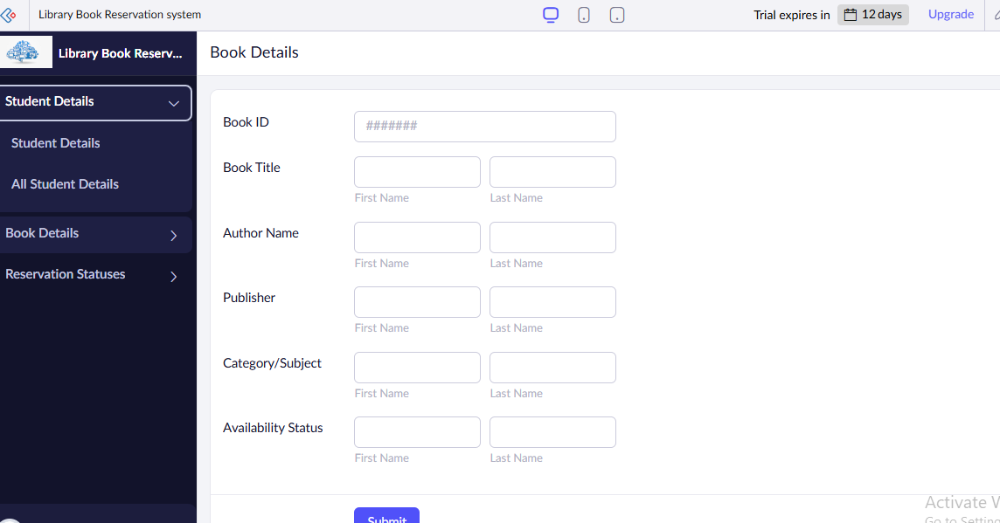 Library Book Reservation system
Trial expires in 12 days Upgrade
Library Book Reserv...
Book Details
Student Details
Student Details
All Student Details
Book Details
Reservation Statuses
Book ID #######
Book Title
First Name Last Name
Author Name
First Name Last Name
Publisher
First Name Last Name
Category/Subject
First Name Last Name
Availability Status
First Name Last Name
Submit
Activate W
Go to Setting